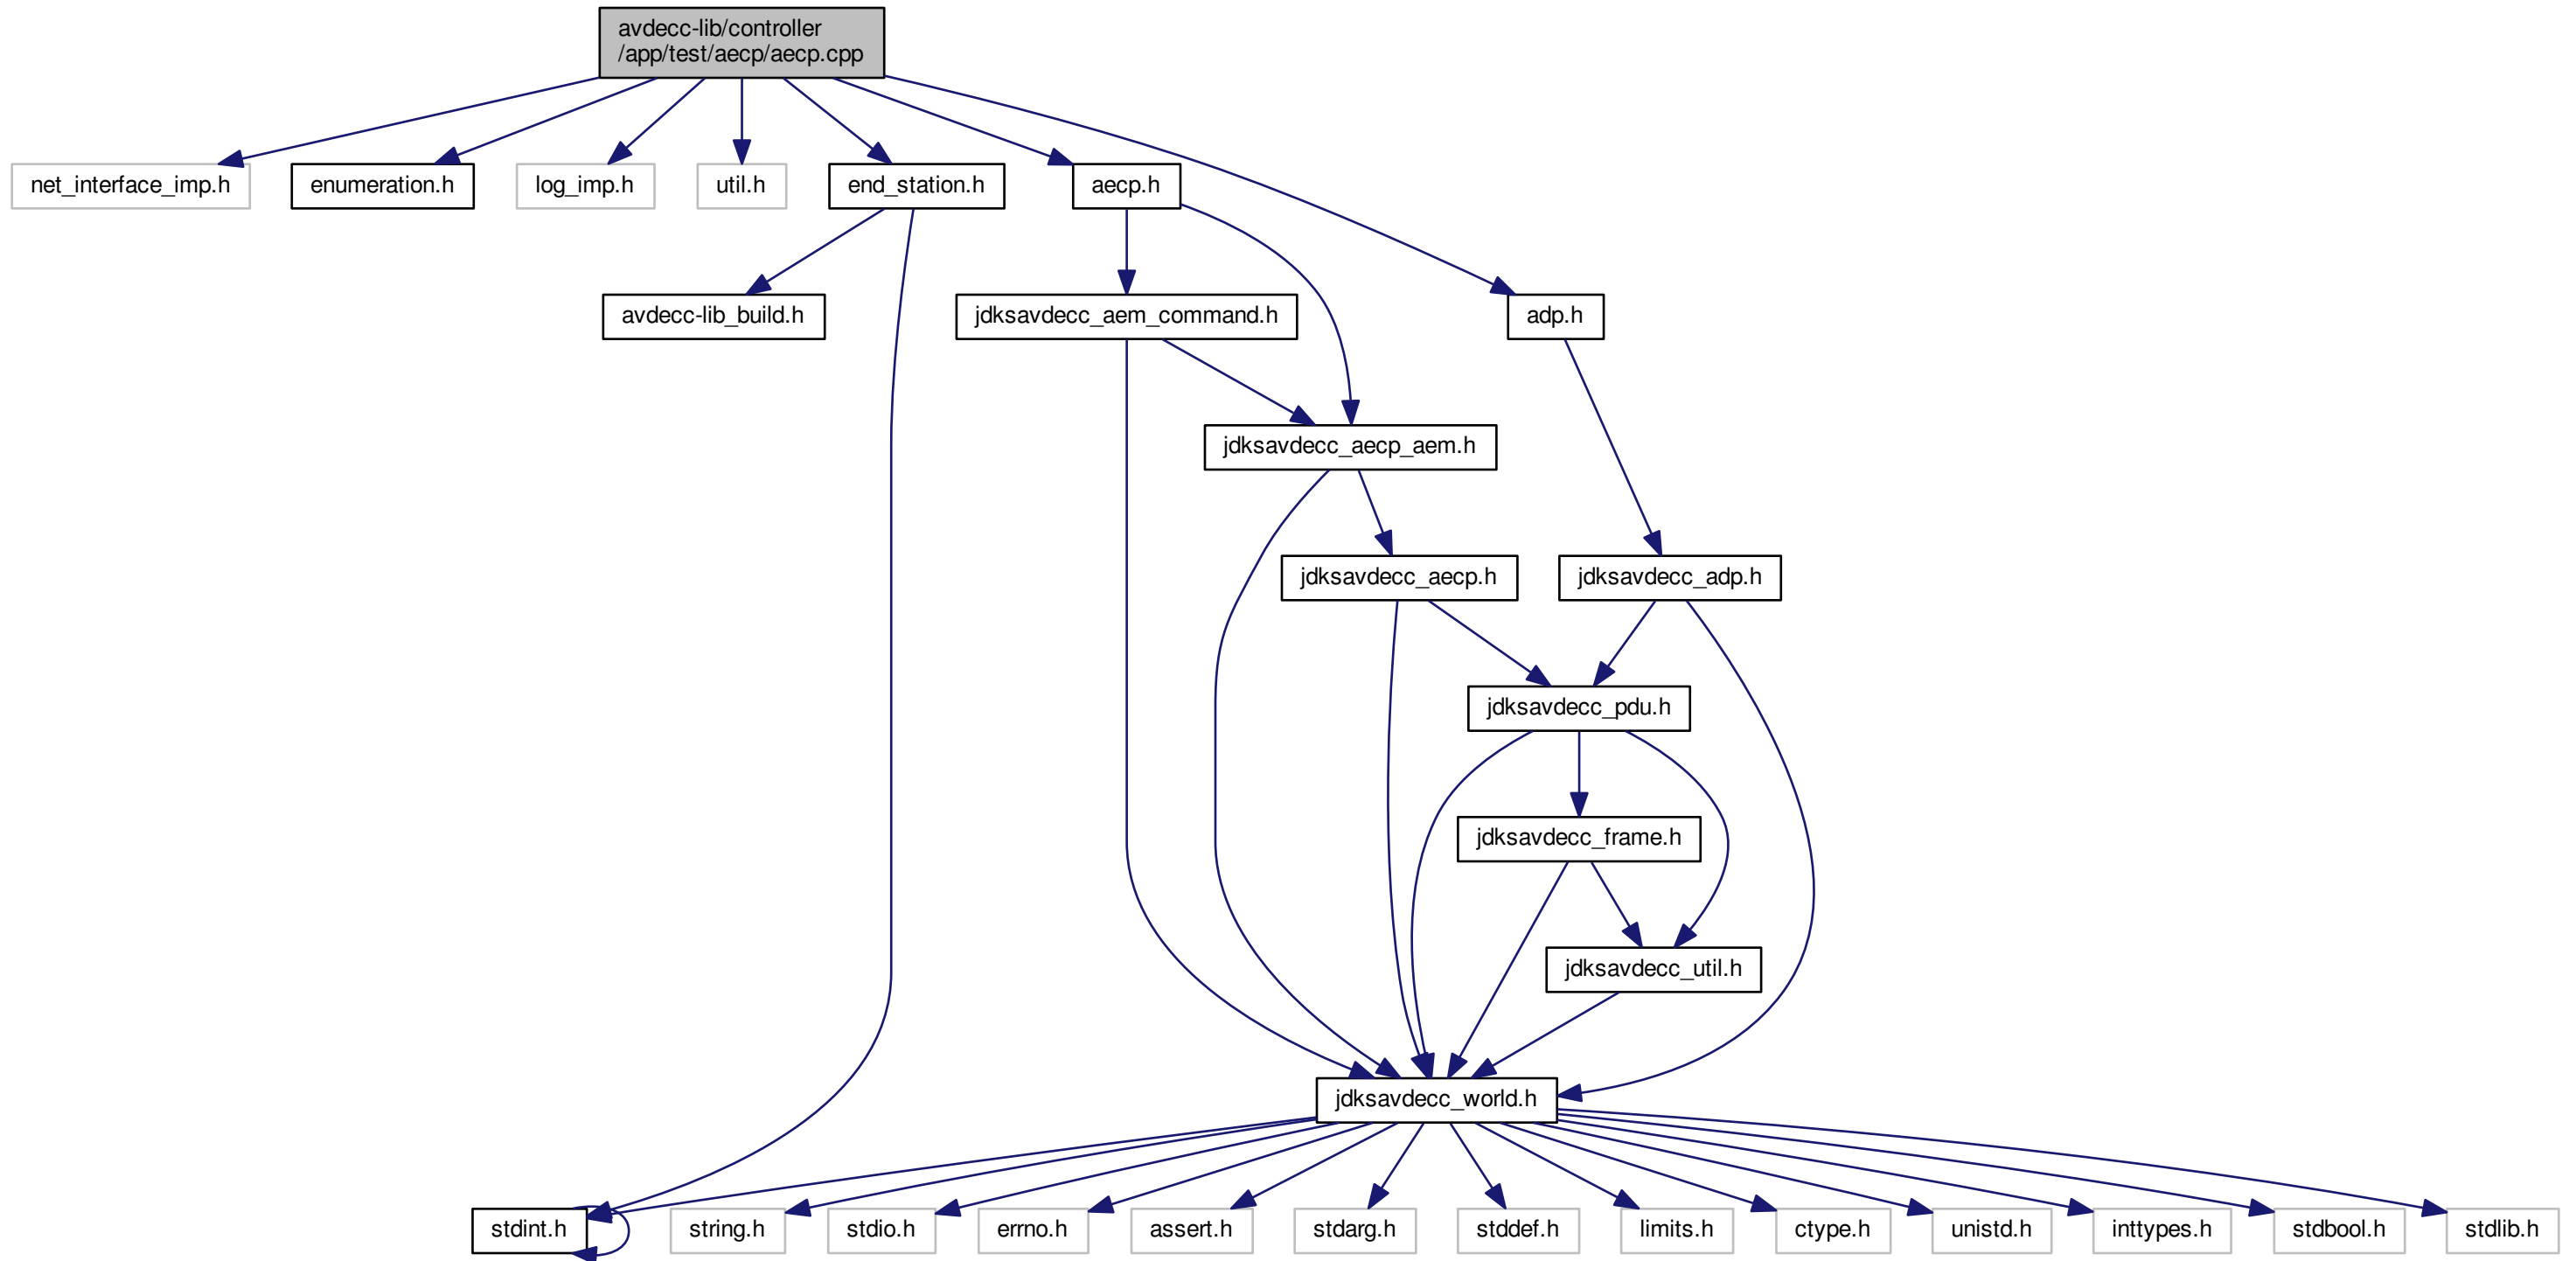 avdecc-lib/controller
/app/test/aecp/aecp.cpp
net_interface_imp.h
enumeration.h
log_imp.h
util.h
end_station.h
aecp.h
avdecc-lib_build.h
jdksavdecc_aem_command.h
adp.h
jdksavdecc_aecp_aem.h
jdksavdecc_aecp.h
jdksavdecc_adp.h
jdksavdecc_pdu.h
jdksavdecc_frame.h
jdksavdecc_util.h
jdksavdecc_world.h
stdint.h
string.h
stdio.h
errno.h
assert.h
stdarg.h
stddef.h
limits.h
ctype.h
unistd.h
inttypes.h
stdbool.h
stdlib.h